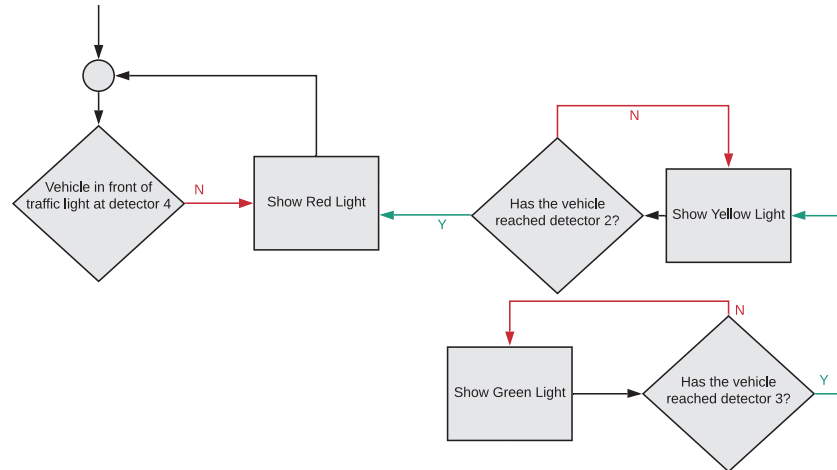 N
Vehicle in front of
traffic light at detector 4
N
Show Red Light
Has the vehicle
reached detector 2?
Show Yellow Light
Y
N
Show Green Light
Has the vehicle
reached detector 3?
Y